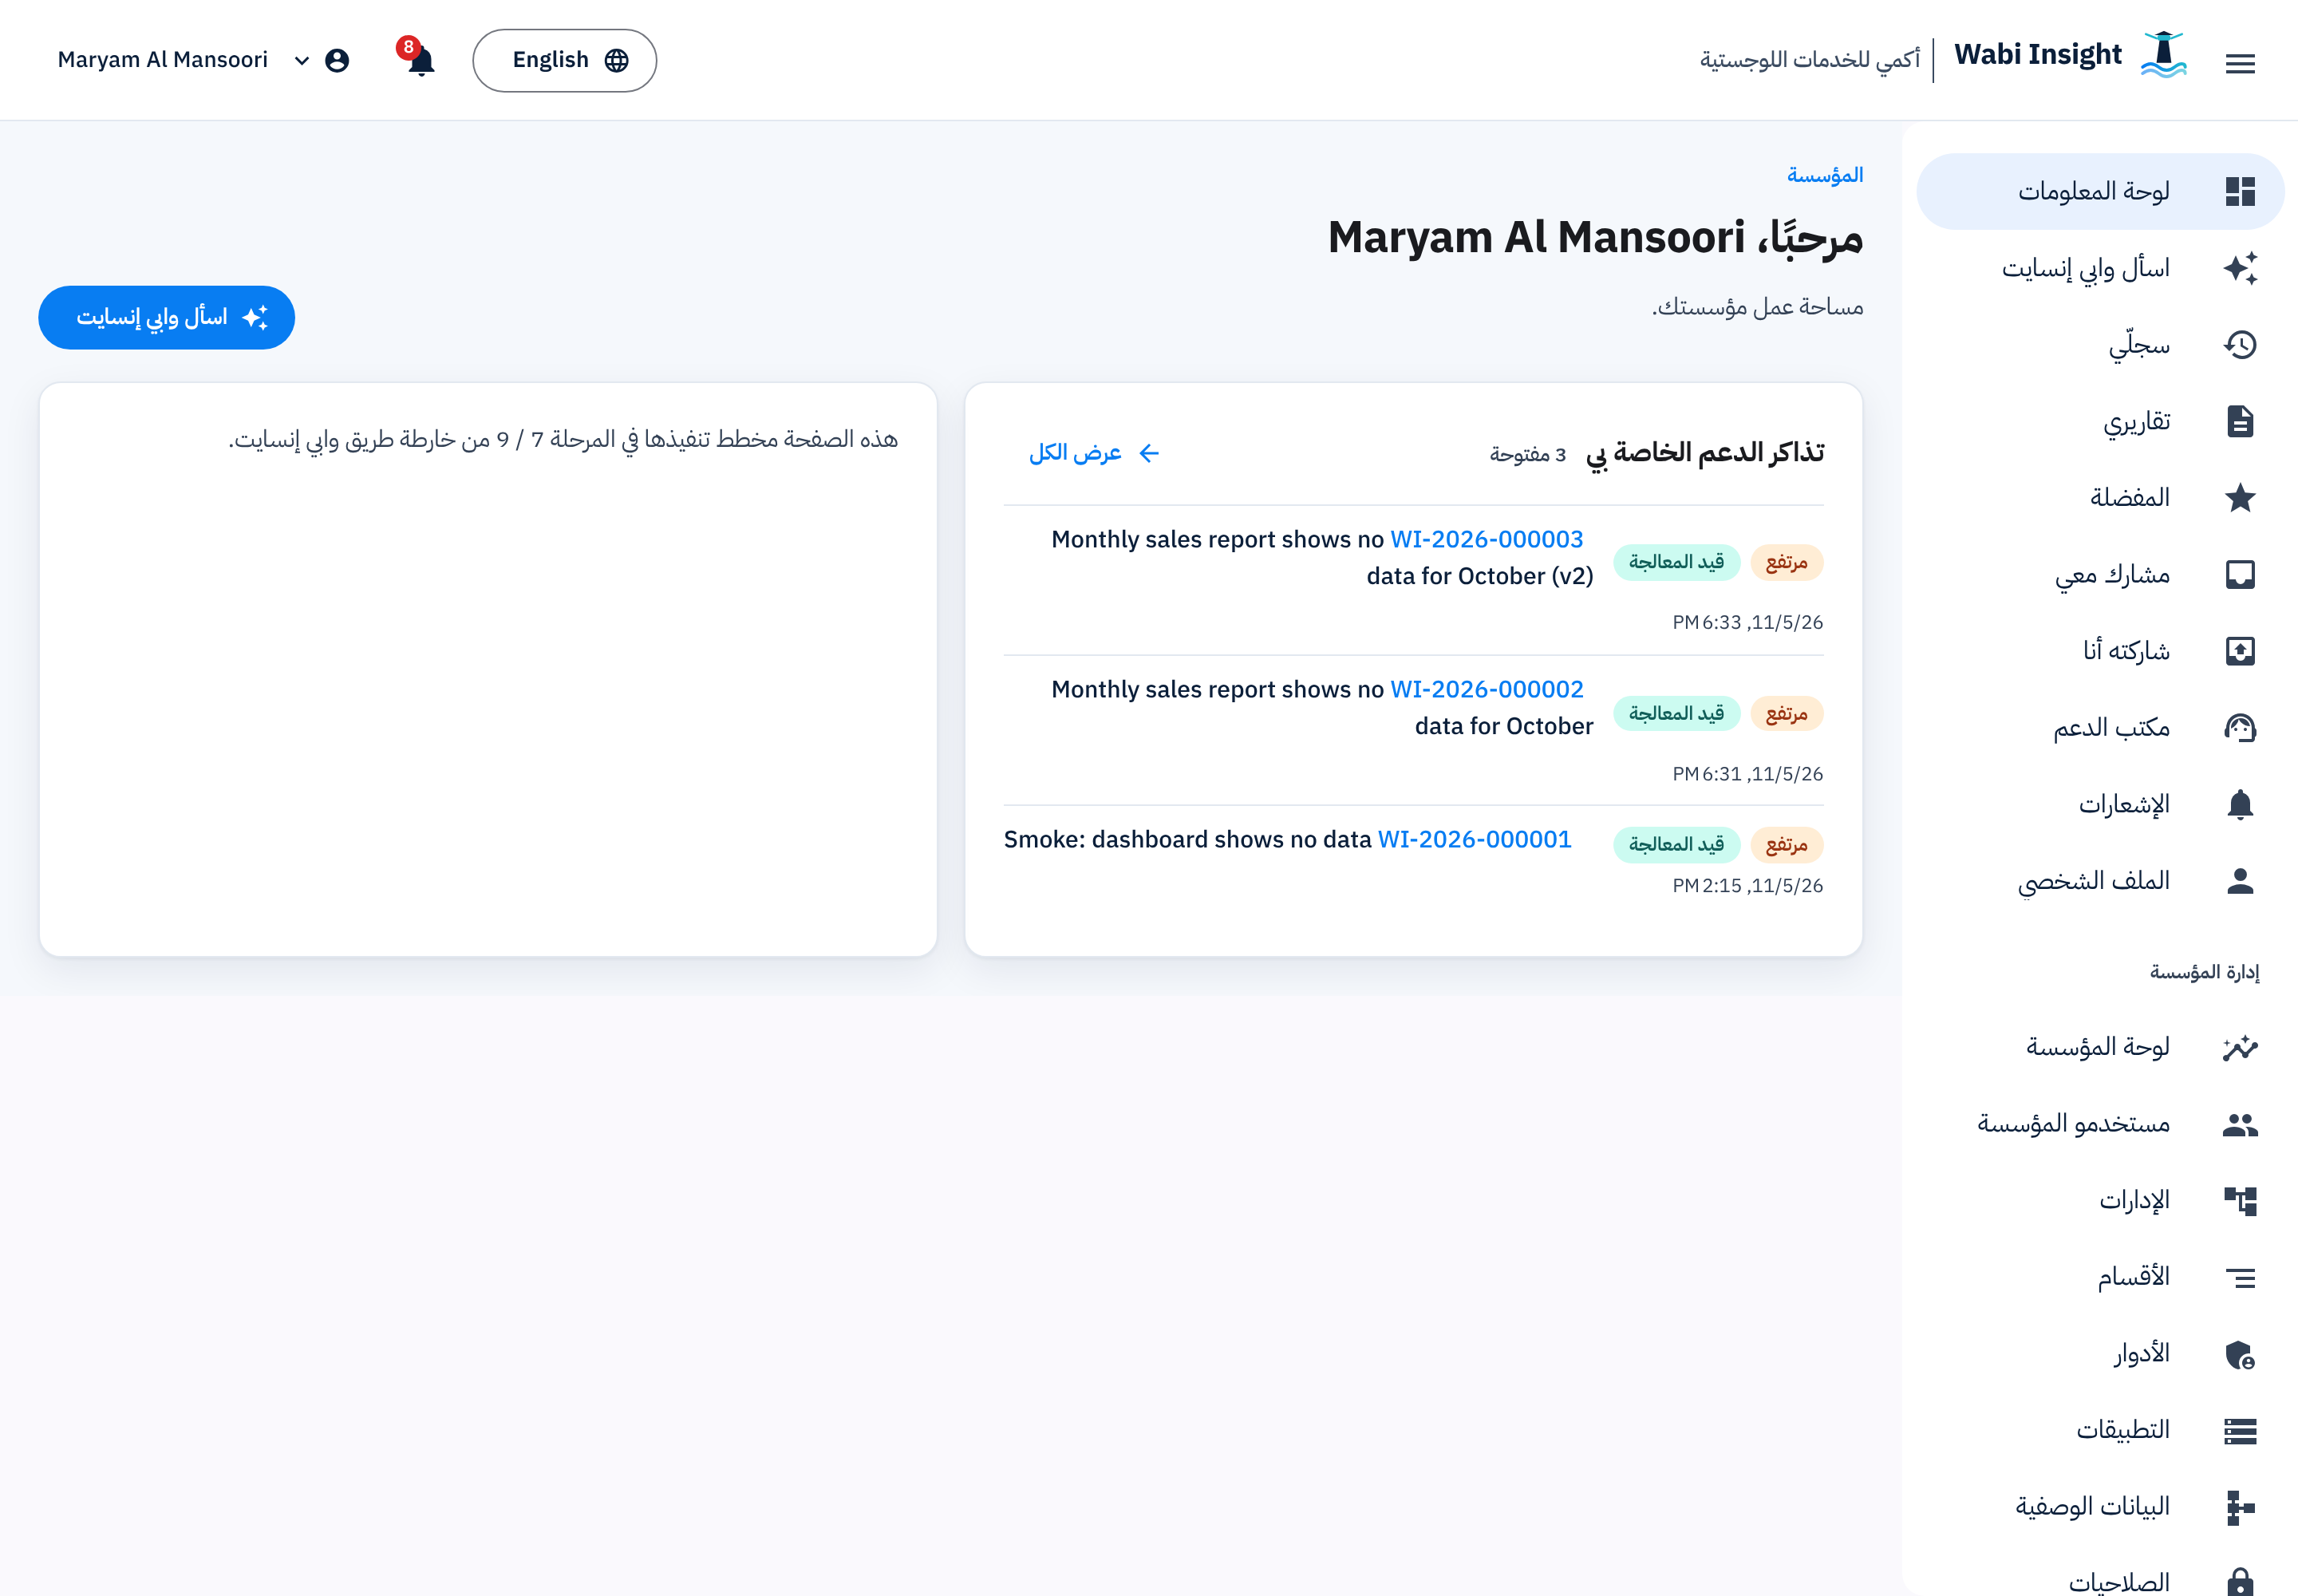 Wabi Insight
أكمي للخدمات اللوجستية
English
8
Maryam Al Mansoori
لوحة المعلومات
اسأل وابي إنسايت
سجلّي
تقاريري
المفضلة
مشارك معي
شاركته أنا
مكتب الدعم
الإشعارات
الملف الشخصي
إدارة المؤسسة
لوحة المؤسسة
مستخدمو المؤسسة
الإدارات
الأقسام
الأدوار
التطبيقات
البيانات الوصفية
الصلاحيات
المؤسسة
مرحبًا، Maryam Al Mansoori
مساحة عمل مؤسستك.
اسأل وابي إنسايت
تذاكر الدعم الخاصة بي
3 مفتوحة
عرض الكل
مرتفع
قيد المعالجة
WI-2026-000003 Monthly sales report shows no
data for October (v2)
11/5/26, 6:33 PM
مرتفع
قيد المعالجة
WI-2026-000002 Monthly sales report shows no
data for October
11/5/26, 6:31 PM
مرتفع
قيد المعالجة
WI-2026-000001 Smoke: dashboard shows no data
11/5/26, 2:15 PM
هذه الصفحة مخطط تنفيذها في المرحلة 7 / 9 من خارطة طريق وابي إنسايت.